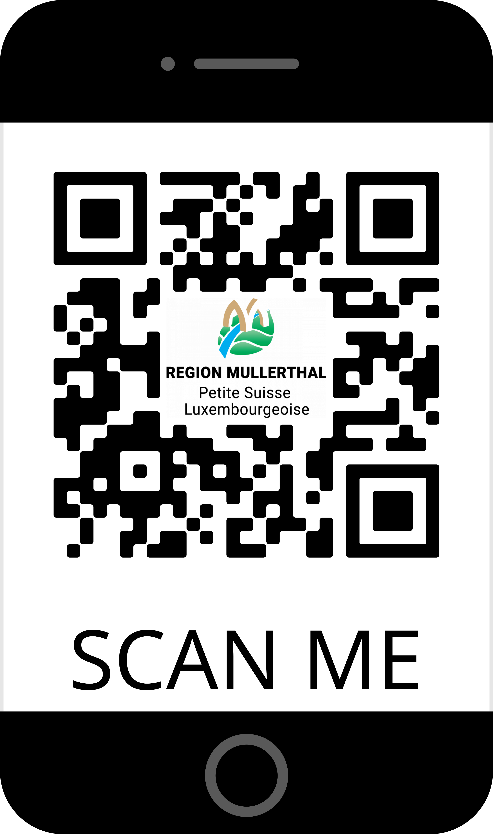 REGION MULLERTHAL
Petite Suisse
Luxembourgeoise
SCAN ME